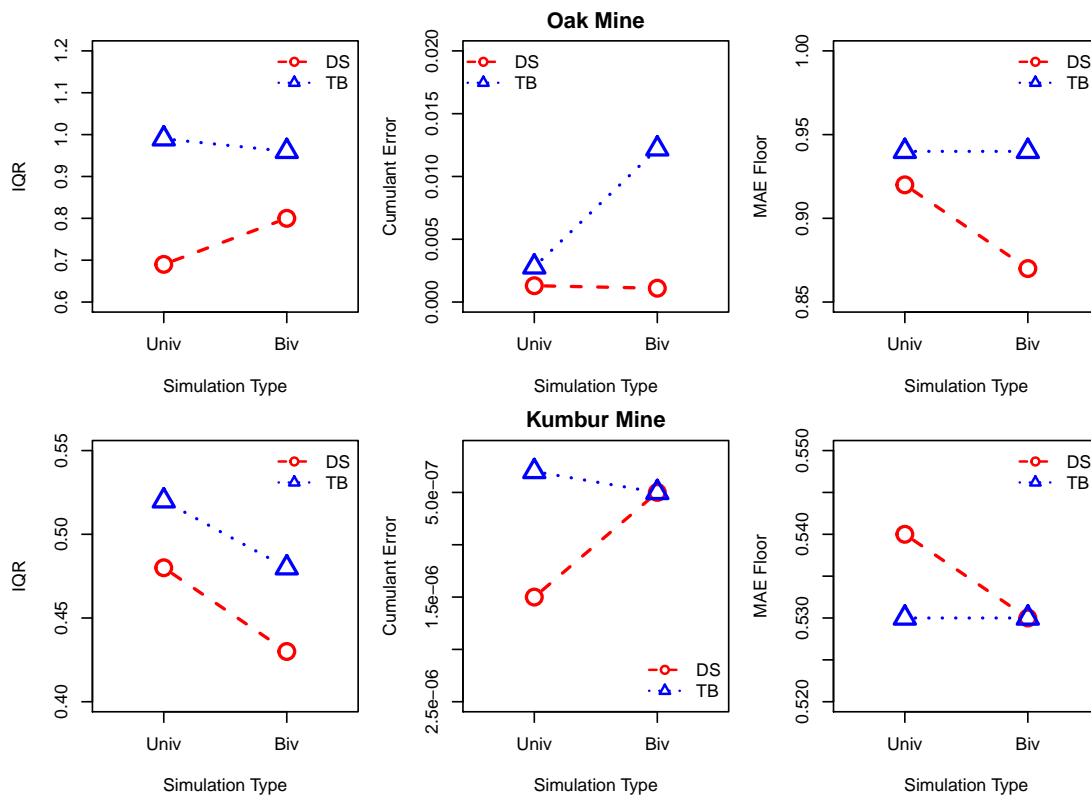 Oak Mine
IQR
0.6 0.7 0.8 0.9 1.0 1.1 1.2
DS
TB
Univ Biv
Simulation Type
Cumulant Error
0.000 0.005 0.010 0.015 0.020
DS
TB
Univ Biv
Simulation Type
MAE Floor
0.85 0.90 0.95 1.00
DS
TB
Univ Biv
Simulation Type
Kumbur Mine
IQR
0.40 0.45 0.50 0.55
DS
TB
Univ Biv
Simulation Type
Cumulant Error
2.5e−06 1.5e−06 5.0e−07
DS
TB
Univ Biv
Simulation Type
MAE Floor
0.520 0.530 0.540 0.550
DS
TB
Univ Biv
Simulation Type